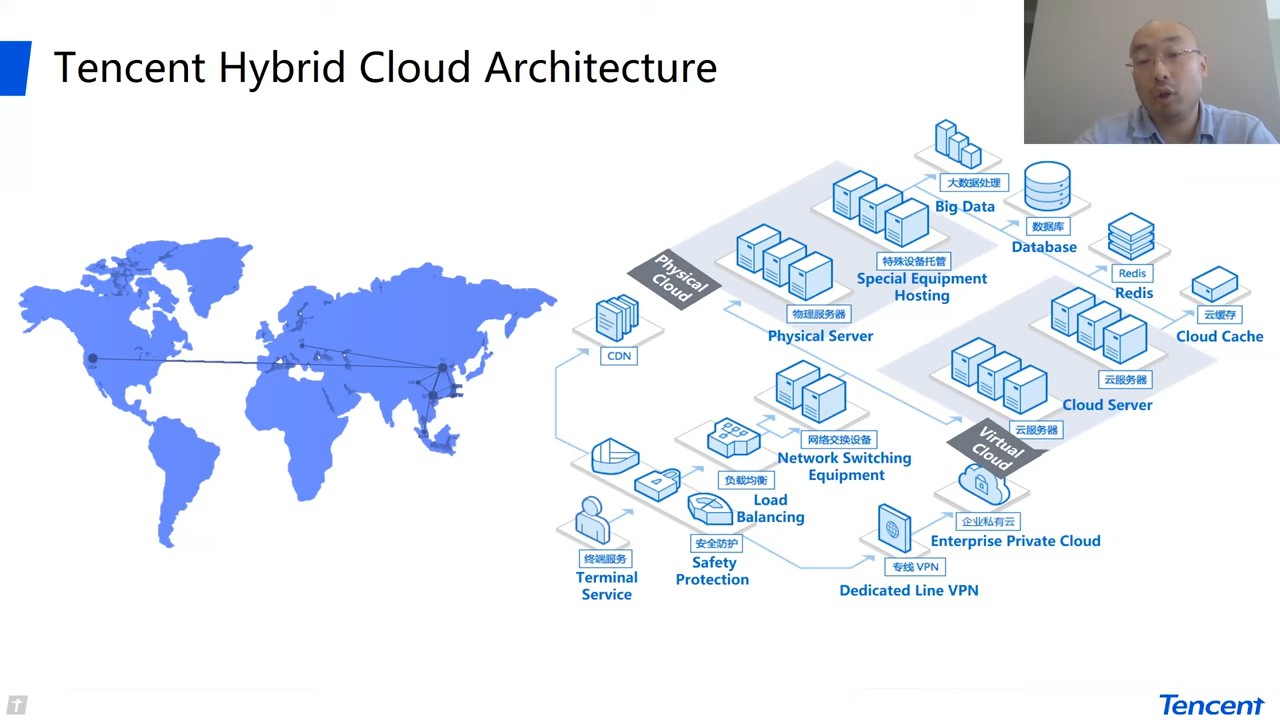 Tencent Hybrid Cloud Architecture
大数据处理
Big Data
数据库
Database
Redis
Redis
云缓存
Cloud Cache
特殊设备托管
Special Equipment
Hosting
Physical
Cloud
物理服务器
Physical Server
CDN
云服务器
Cloud Server
云服务器
Virtual
Cloud
网络交换设备
Network Switching
Equipment
负载均衡
Load
Balancing
企业私有云
Enterprise Private Cloud
安全防护
Safety
Protection
终端服务
Terminal
Service
专线 VPN
Dedicated Line VPN
Tencent